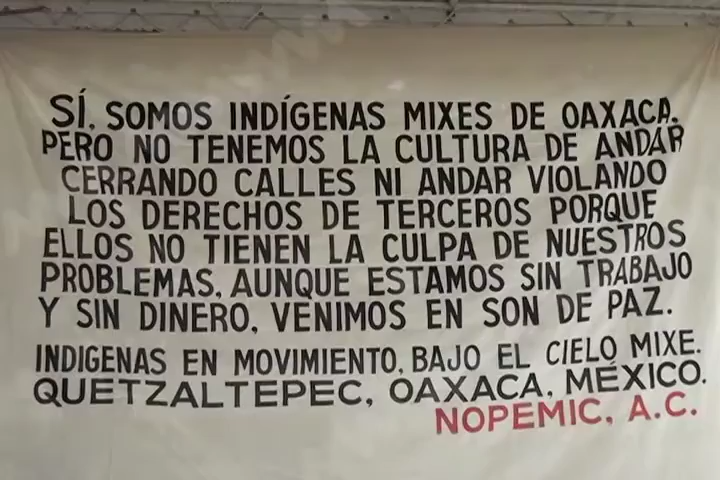 SÍ, SOMOS INDÍGENAS MIXES DE OAXACA,
PERO NO TENEMOS LA CULTURA DE ANDAR
CERRANDO CALLES NI ANDAR VIOLANDO
LOS DERECHOS DE TERCEROS PORQUE
ELLOS NO TIENEN LA CULPA DE NUESTROS
PROBLEMAS, AUNQUE ESTAMOS SIN TRABAJO
Y SIN DINERO, VENIMOS EN SON DE PAZ.
INDIGENAS EN MOVIMIENTO, BAJO EL CIELO MIXE.
QUETZALTEPEC, OAXACA, MÉXICO.
NOPEMIC, A.C.